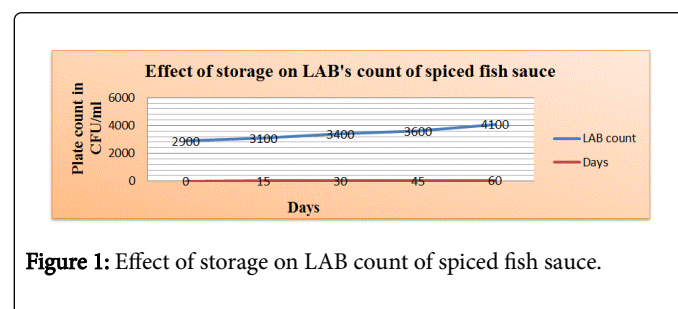 Effect of storage on LAB's count of spiced fish sauce
Plate count in
CFU/ml
6000
4000
2000
0
2900 3100 3400 3600 4100
0 15 30 45 60
Days
LAB count
Days
Figure 1: Effect of storage on LAB count of spiced fish sauce.